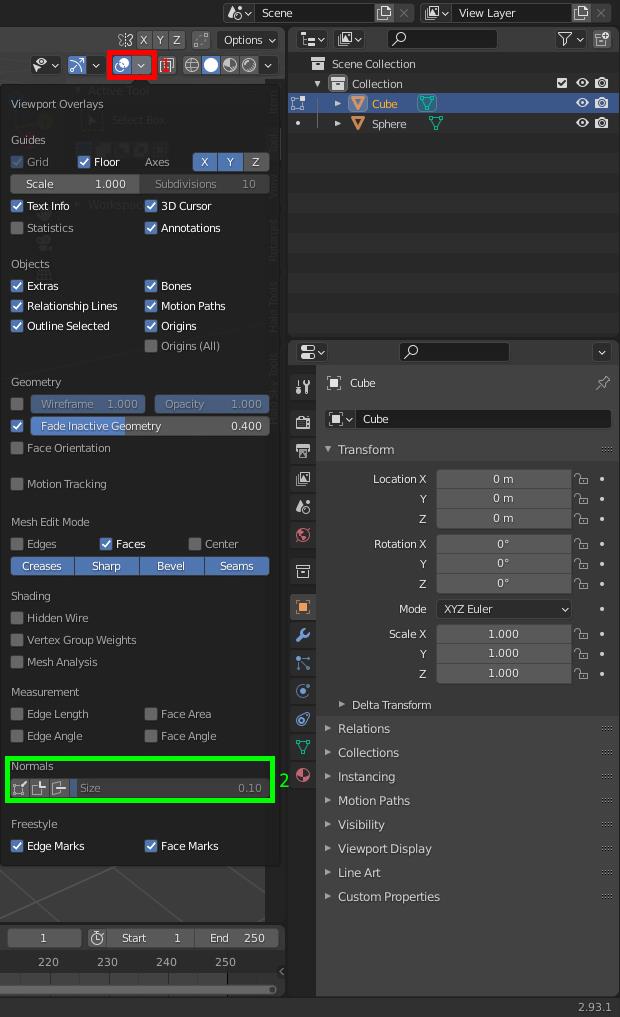 Scene
View Layer
X Y Z
Options
1
Active Tool
Select Box
Viewport Overlays
Guides
Grid
Floor
Axes
X Y Z
Scale 1.000
Subdivisions 10
Text Info
3D Cursor
Statistics
Annotations
Objects
Extras
Bones
Relationship Lines
Motion Paths
Outline Selected
Origins
Origins (All)
Geometry
Wireframe 1.000
Opacity 1.000
Fade Inactive Geometry 0.400
Face Orientation
Motion Tracking
Mesh Edit Mode
Edges
Faces
Center
Creases
Sharp
Bevel
Seams
Shading
Hidden Wire
Vertex Group Weights
Mesh Analysis
Measurement
Edge Length
Face Area
Edge Angle
Face Angle
Normals
Size 0.10
2
Freestyle
Edge Marks
Face Marks
1
Start 1
End 250
220 230 240 250
Scene Collection
Collection
Cube
Sphere
Cube
Cube
Transform
Location X 0 m
Y 0 m
Z 0 m
Rotation X 0°
Y 0°
Z 0°
Mode XYZ Euler
Scale X 1.000
Y 1.000
Z 1.000
Delta Transform
Relations
Collections
Instancing
Motion Paths
Visibility
Viewport Display
Line Art
Custom Properties
2.93.1